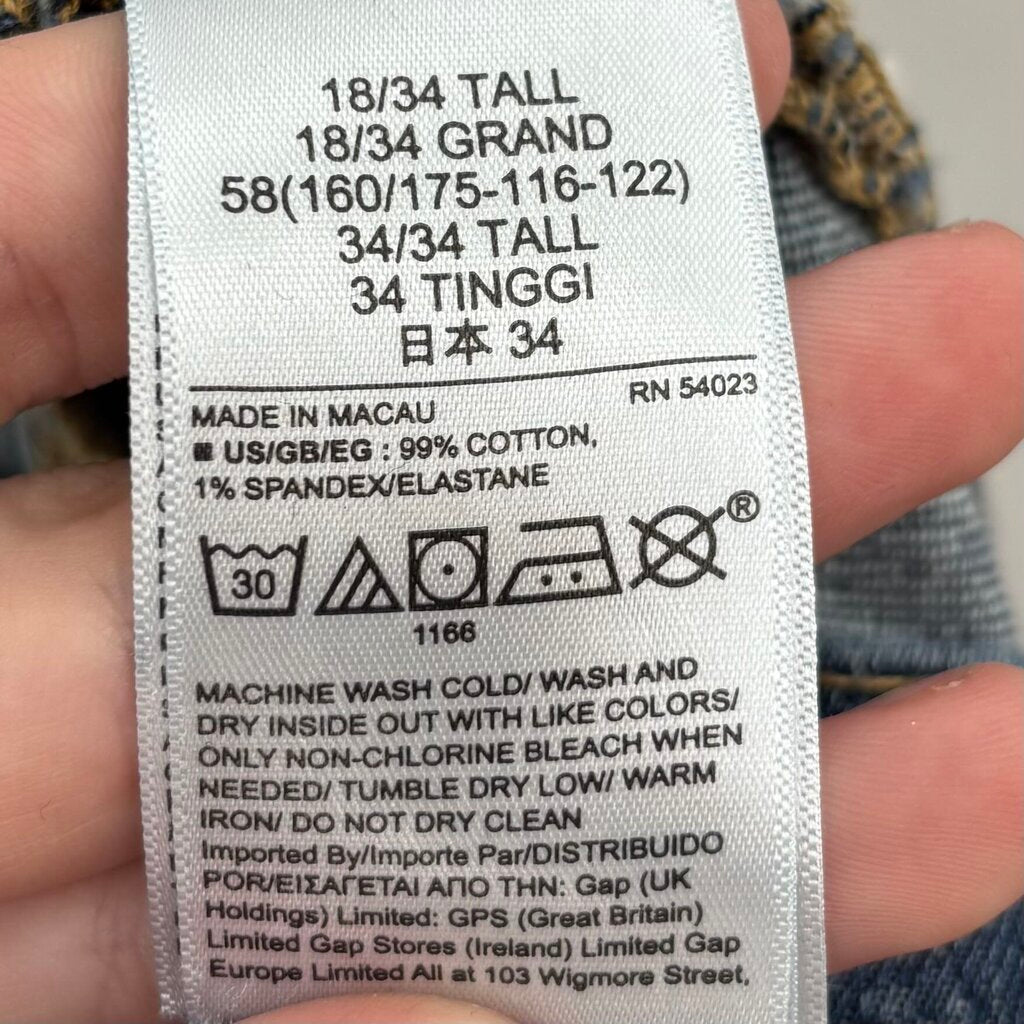 18/34 TALL
18/34 GRAND
58(160/175-116-122)
34/34 TALL
34 TINGGI
日本 34
RN 54023
MADE IN MACAU
US/GB/EG : 99% COTTON,
1% SPANDEX/ELASTANE
30
®
1166
MACHINE WASH COLD/ WASH AND
DRY INSIDE OUT WITH LIKE COLORS/
ONLY NON-CHLORINE BLEACH WHEN
NEEDED/ TUMBLE DRY LOW/ WARM
IRON/ DO NOT DRY CLEAN
Imported By/Importe Par/DISTRIBUIDO
POR/ΕΙΣΑΓΕΤΑΙ ΑΠΟ ΤΗΝ: Gap (UK
Holdings) Limited: GPS (Great Britain)
Limited Gap Stores (Ireland) Limited Gap
Europe Limited All at 103 Wigmore Street,